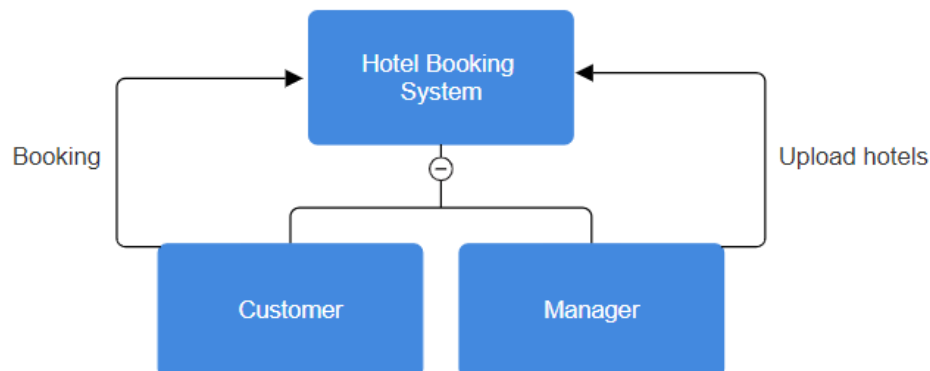 Hotel Booking
System
Booking
Upload hotels
Customer
Manager